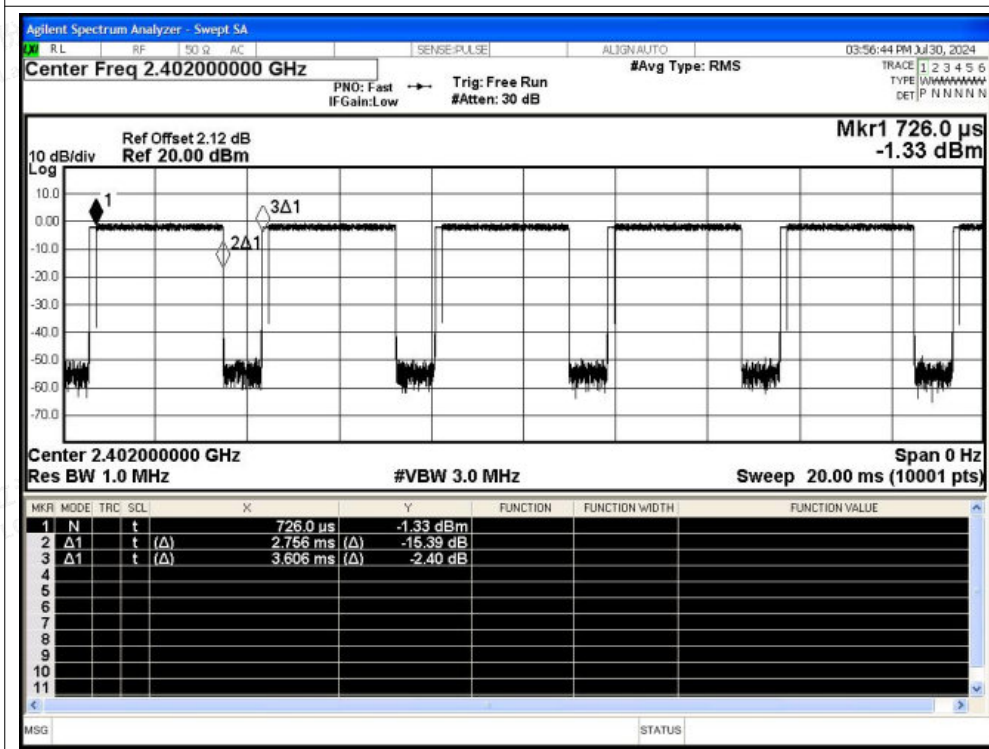 Agilent Spectrum Analyzer - Swept SA
LXI RL RF 50 Ω AC SENSE:PULSE ALIGNAUTO 03:56:44 PM Jul 30, 2024
Center Freq 2.402000000 GHz #Avg Type: RMS TRACE 1 2 3 4 5 6
PNO: Fast Trig: Free Run TYPE WWWWWW
IFGain:Low #Atten: 30 dB DET P N N N N N
Mkr1 726.0 µs
Ref Offset 2.12 dB
10 dB/div Ref 20.00 dBm -1.33 dBm
Log
10.0
0.00
-10.0
-20.0
-30.0
-40.0
-50.0
-60.0
-70.0
1
2Δ1
3Δ1
Center 2.402000000 GHz Span 0 Hz
Res BW 1.0 MHz #VBW 3.0 MHz Sweep 20.00 ms (10001 pts)
MKR MODE TRC SCL X Y FUNCTION FUNCTION WIDTH FUNCTION VALUE
1 N t 726.0 µs -1.33 dBm
2 Δ1 t (Δ) 2.756 ms (Δ) -15.39 dB
3 Δ1 t (Δ) 3.606 ms (Δ) -2.40 dB
4
5
6
7
8
9
10
11
MSG STATUS